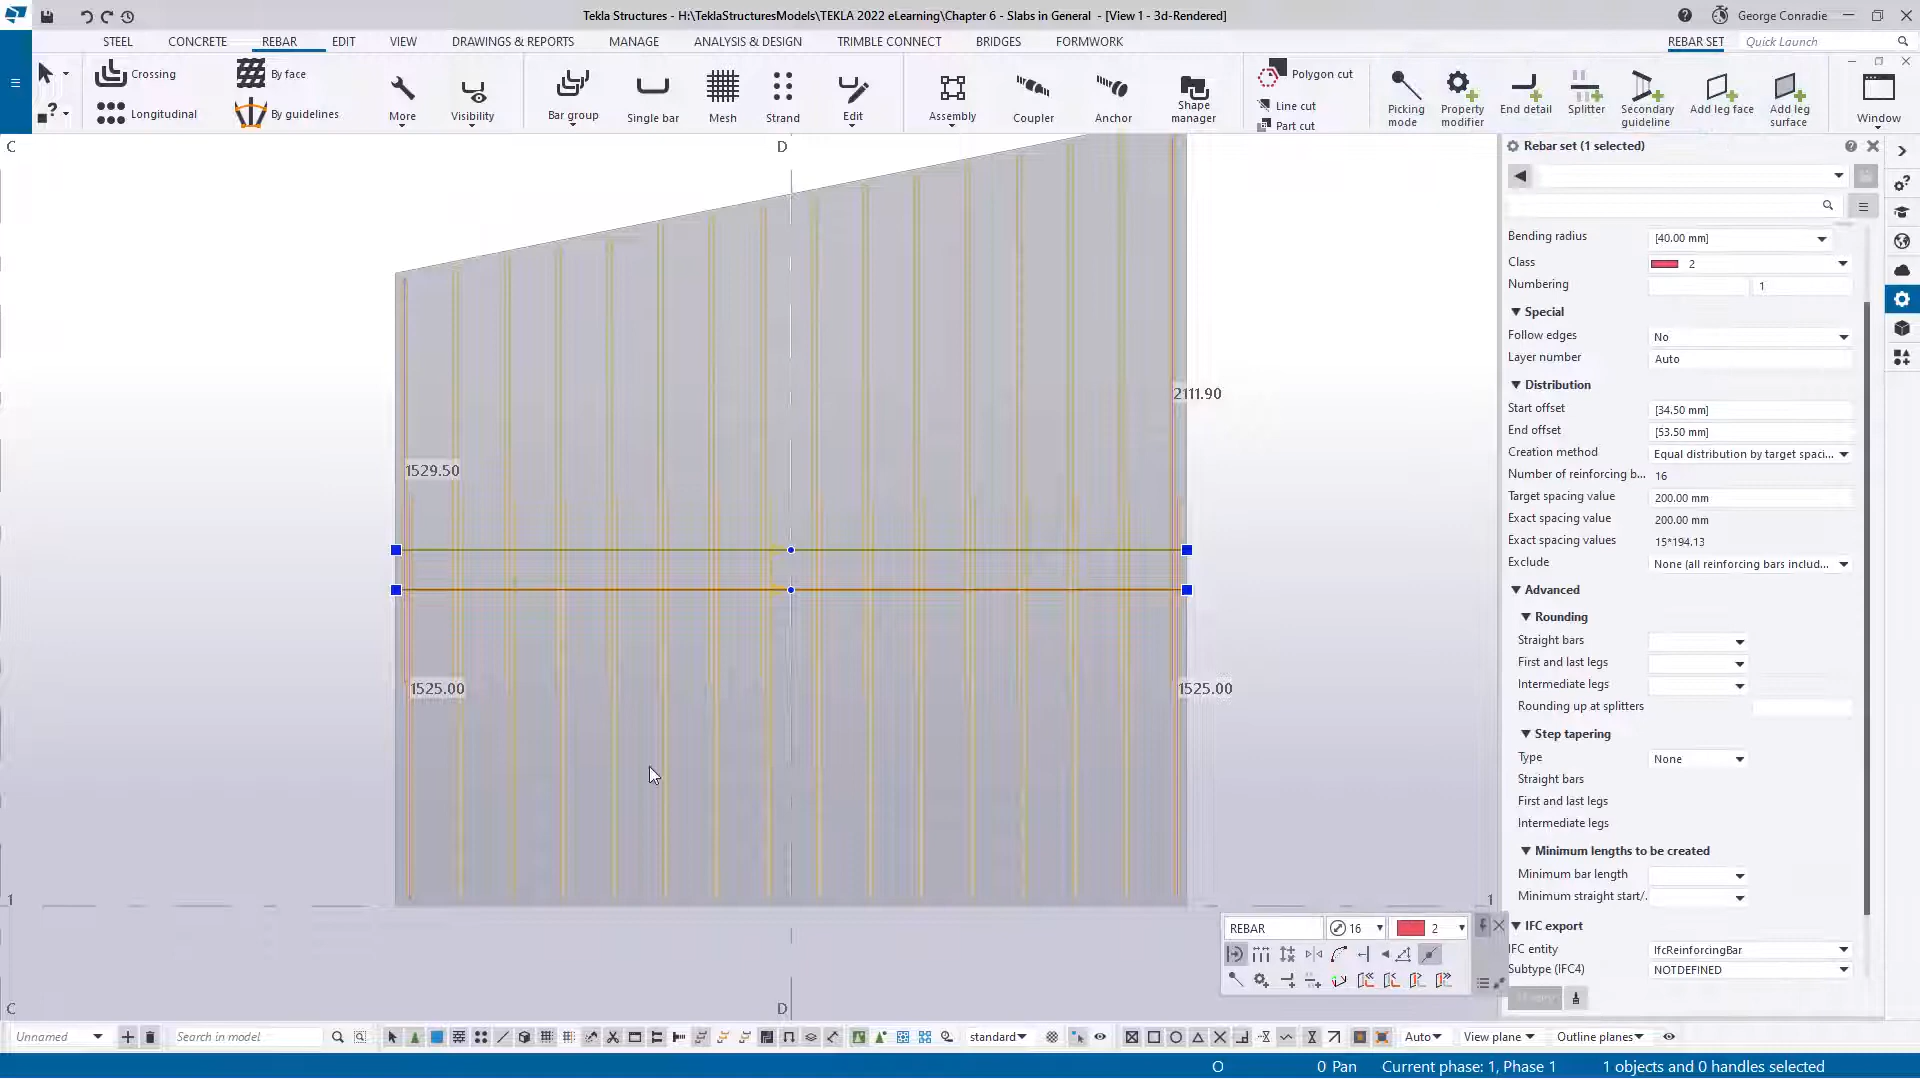 Tekla Structures - H:\TeklaStructuresModels\TEKLA 2022 eLearning\Chapter 6 - Slabs in General - [View 1 - 3d-Rendered]
George Conradie
STEEL CONCRETE REBAR EDIT VIEW DRAWINGS & REPORTS MANAGE ANALYSIS & DESIGN TRIMBLE CONNECT BRIDGES FORMWORK REBAR SET Quick Launch
Crossing
Longitudinal
By face
By guidelines
More
Visibility
Bar group
Single bar
Mesh
Strand
Edit
Assembly
Coupler
Anchor
Shape
manager
Polygon cut
Line cut
Part cut
Picking
mode
Property
modifier
End detail
Splitter
Secondary
guideline
Add leg face
Add leg
surface
Window
C
D
2111.90
1529.50
1525.00
1525.00
1
1
C
D
Rebar set (1 selected)
Bending radius [40.00 mm]
Class 2
Numbering 1
Special
Follow edges No
Layer number Auto
Distribution
Start offset [34.50 mm]
End offset [53.50 mm]
Creation method Equal distribution by target spaci...
Number of reinforcing b... 16
Target spacing value 200.00 mm
Exact spacing value 200.00 mm
Exact spacing values 15*194.13
Exclude None (all reinforcing bars includ...
Advanced
Rounding
Straight bars
First and last legs
Intermediate legs
Rounding up at splitters
Step tapering
Type None
Straight bars
First and last legs
Intermediate legs
Minimum lengths to be created
Minimum bar length
Minimum straight start/.
IFC export
IFC entity IfcReinforcingBar
Subtype (IFC4) NOTDEFINED
REBAR 16 2
Unnamed Search in model standard Auto View plane Outline planes
O 0 Pan Current phase: 1, Phase 1 1 objects and 0 handles selected